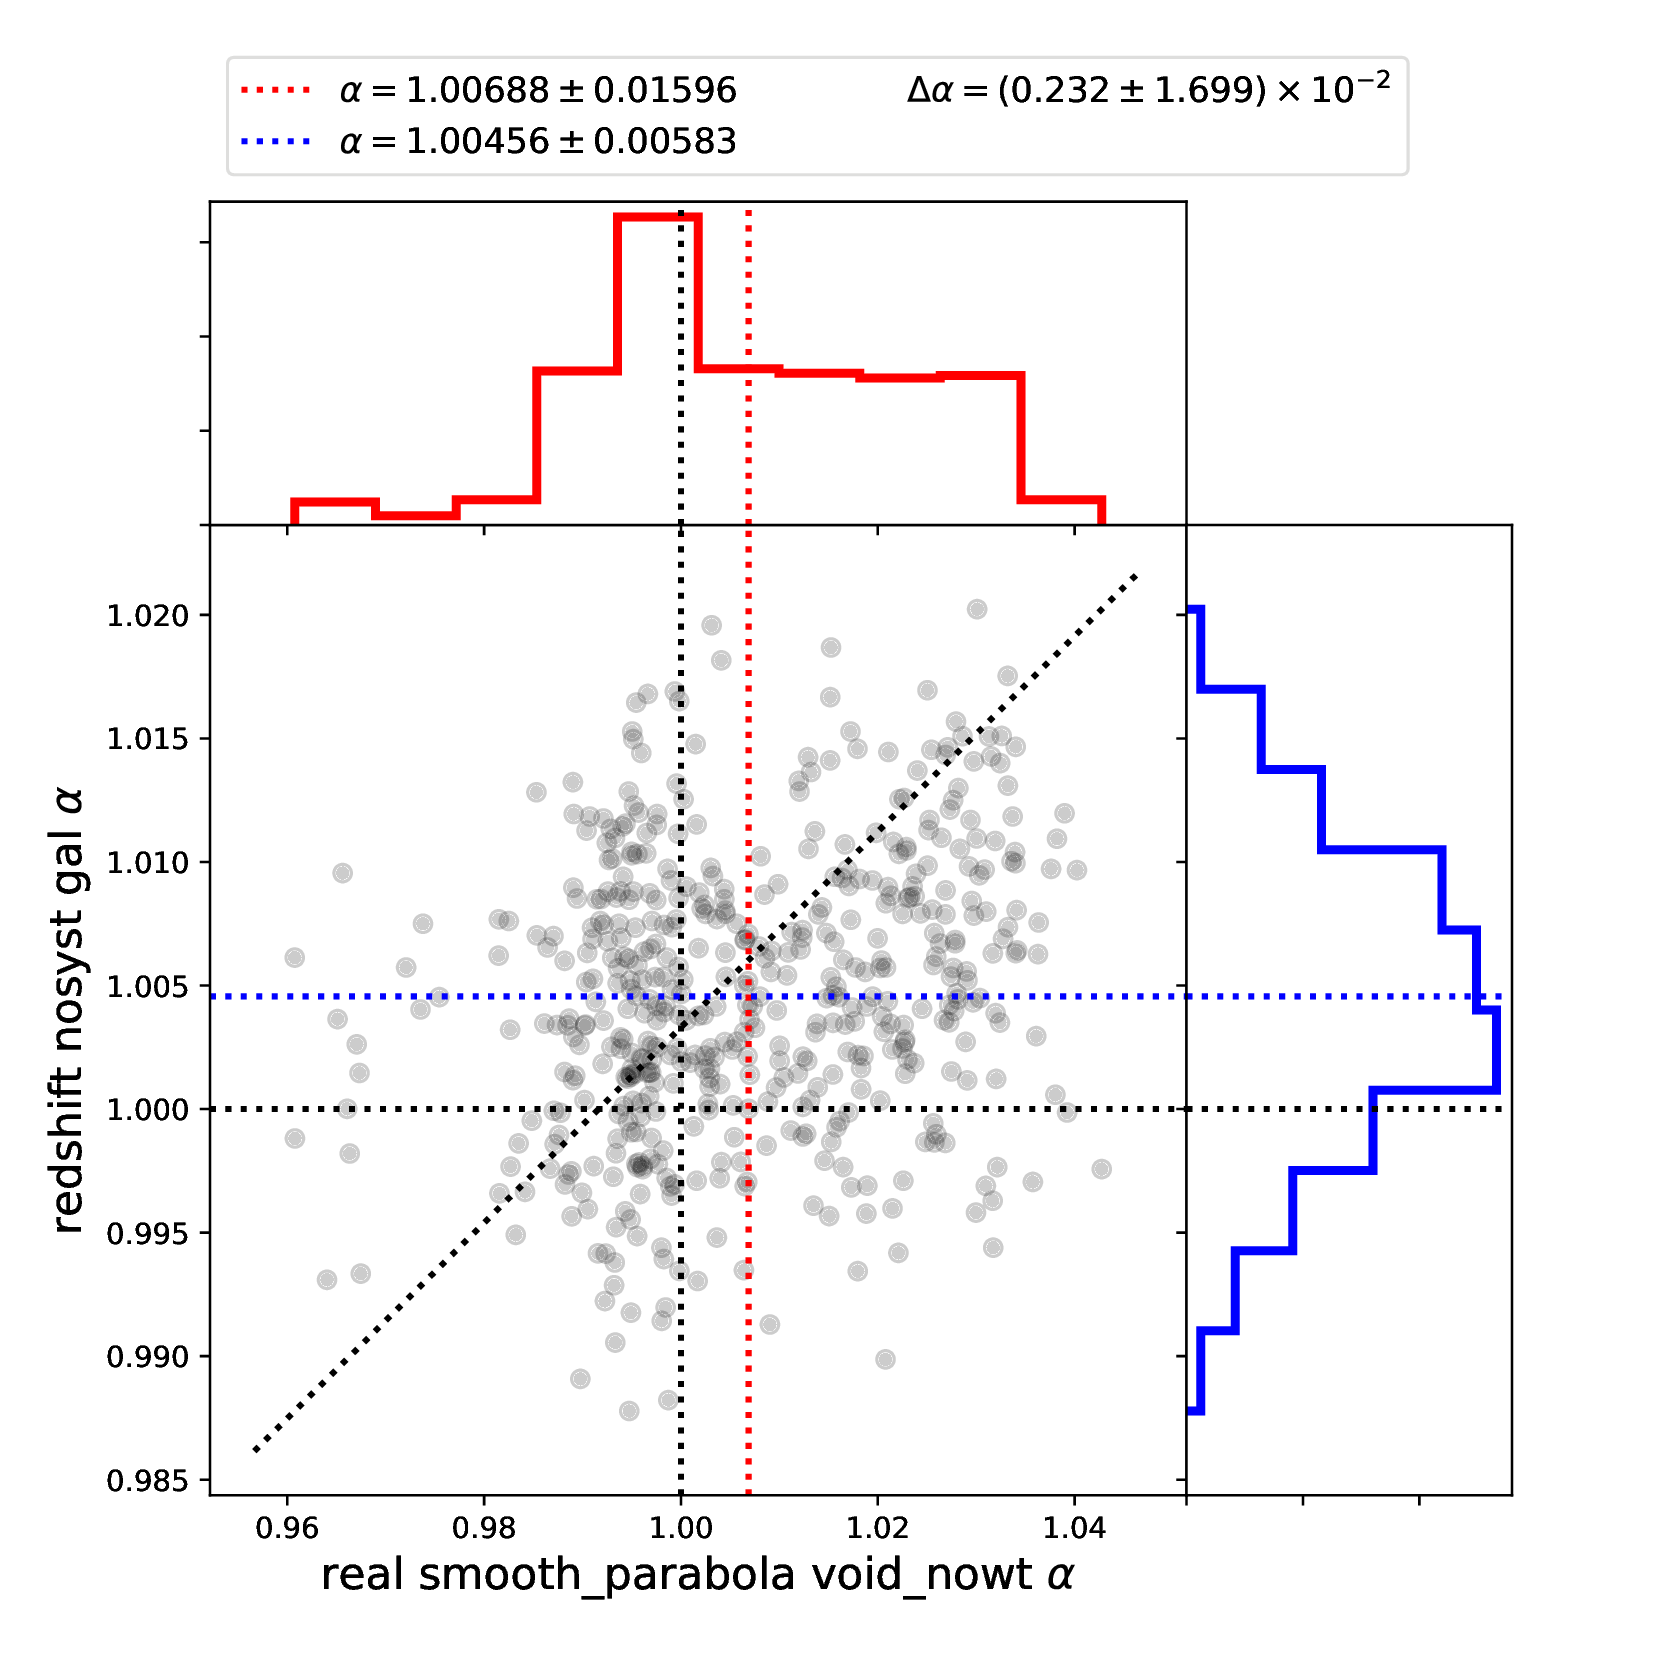 α = 1.00688 ± 0.01596
Δα = (0.232 ± 1.699) × 10⁻²
α = 1.00456 ± 0.00583
1.020
1.015
1.010
1.005
1.000
0.995
0.990
0.985
redshift nosyst gal α
0.96 0.98 1.00 1.02 1.04
real smooth_parabola void_nowt α